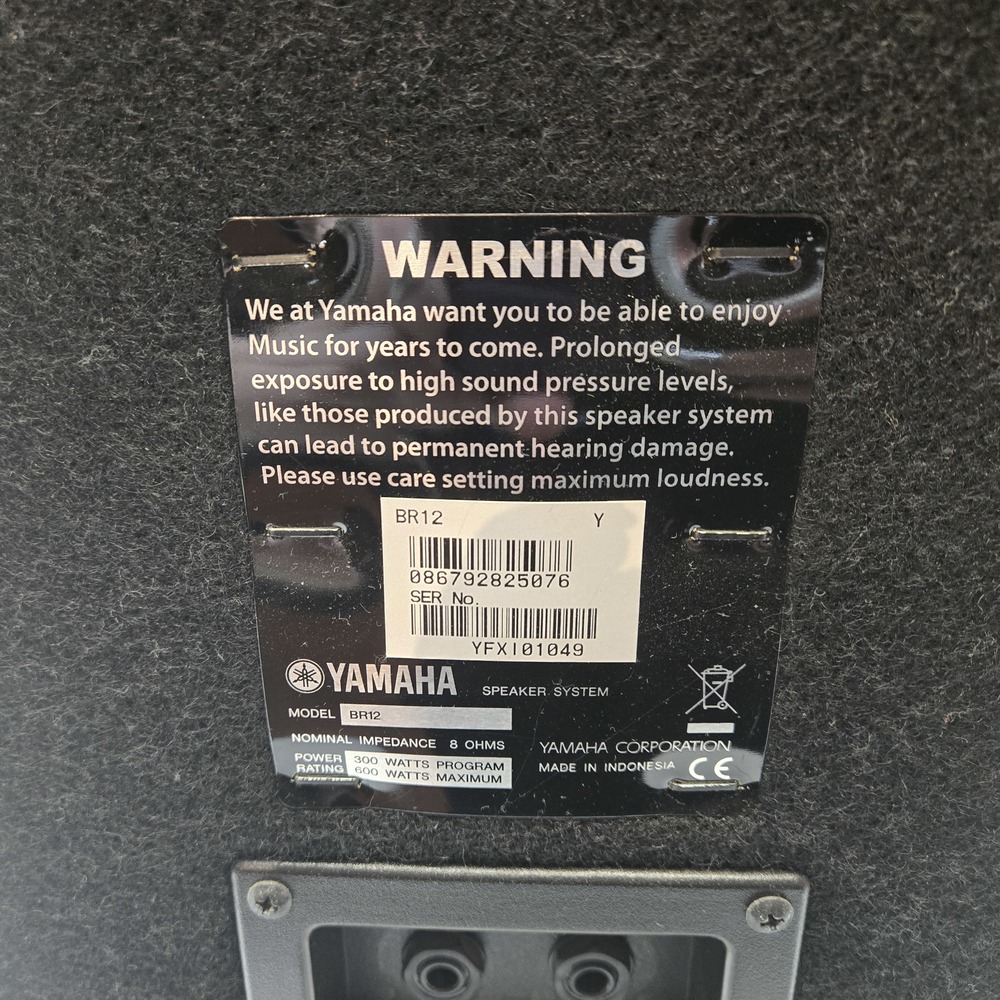 WARNING
We at Yamaha want you to be able to enjoy
Music for years to come. Prolonged
exposure to high sound pressure levels,
like those produced by this speaker system
can lead to permanent hearing damage.
Please use care setting maximum loudness.
BR12 Y
086792825076
SER No.
YFXI01049
YAMAHA SPEAKER SYSTEM
MODEL BR12
NOMINAL IMPEDANCE 8 OHMS
POWER RATING 300 WATTS PROGRAM
600 WATTS MAXIMUM
YAMAHA CORPORATION
MADE IN INDONESIA CE